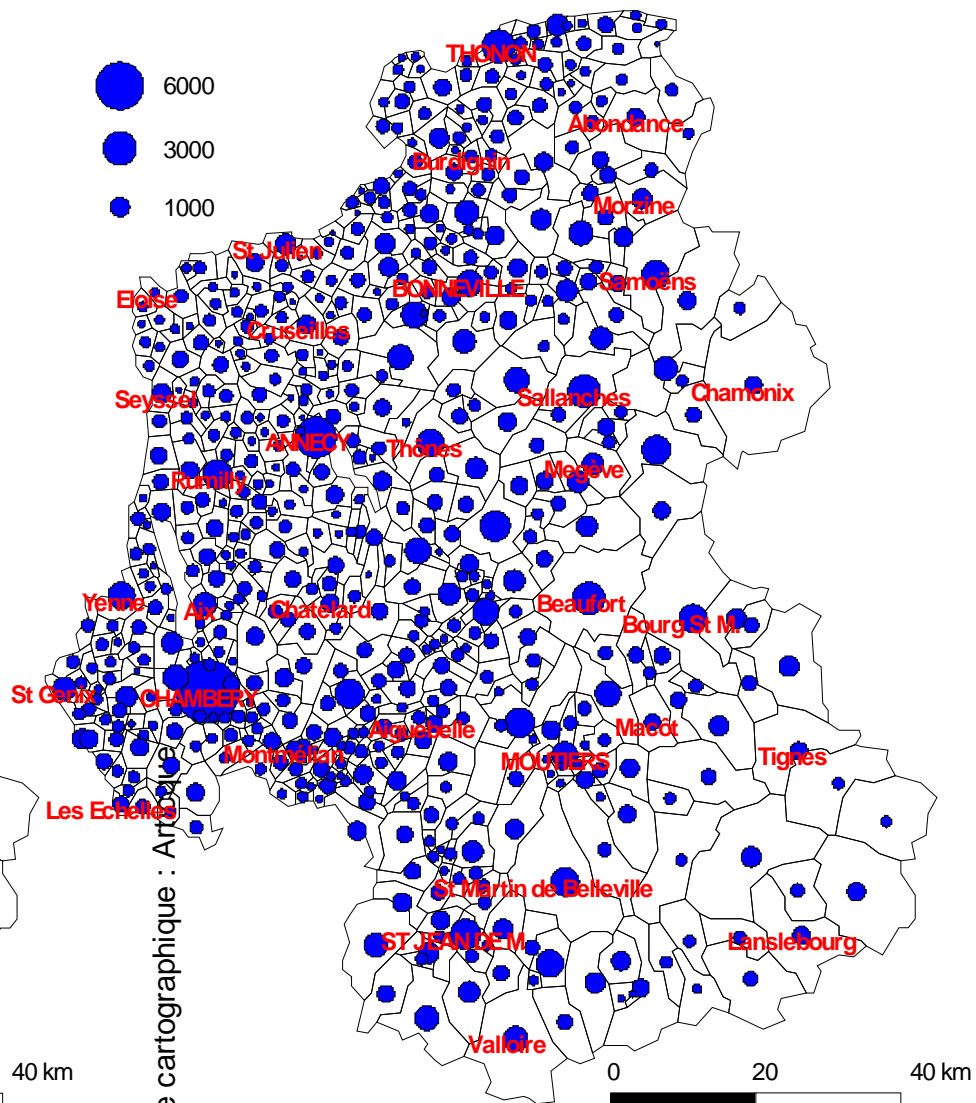 THONON
6000
3000
Abondance
Burdignin
1000
Morzine
St Julien
Samoëns
BONNEVILLE
Eloise
Cruseilles
Chamonix
Sallanches
Seyssel
ANNECY
Thônes
Megève
Rumilly
Yenne
Aix
Chatelard
Beaufort
Bourg St M.
St Genix
CHAMBERY
Aiguebelle
Macôt
Montmélian
MOUTIERS
Tignes
Les Echelles
St Martin de Belleville
ST JEAN DE M.
Lanslebourg
Valloire
e cartographique : Artique
40 km
0 20 40 km